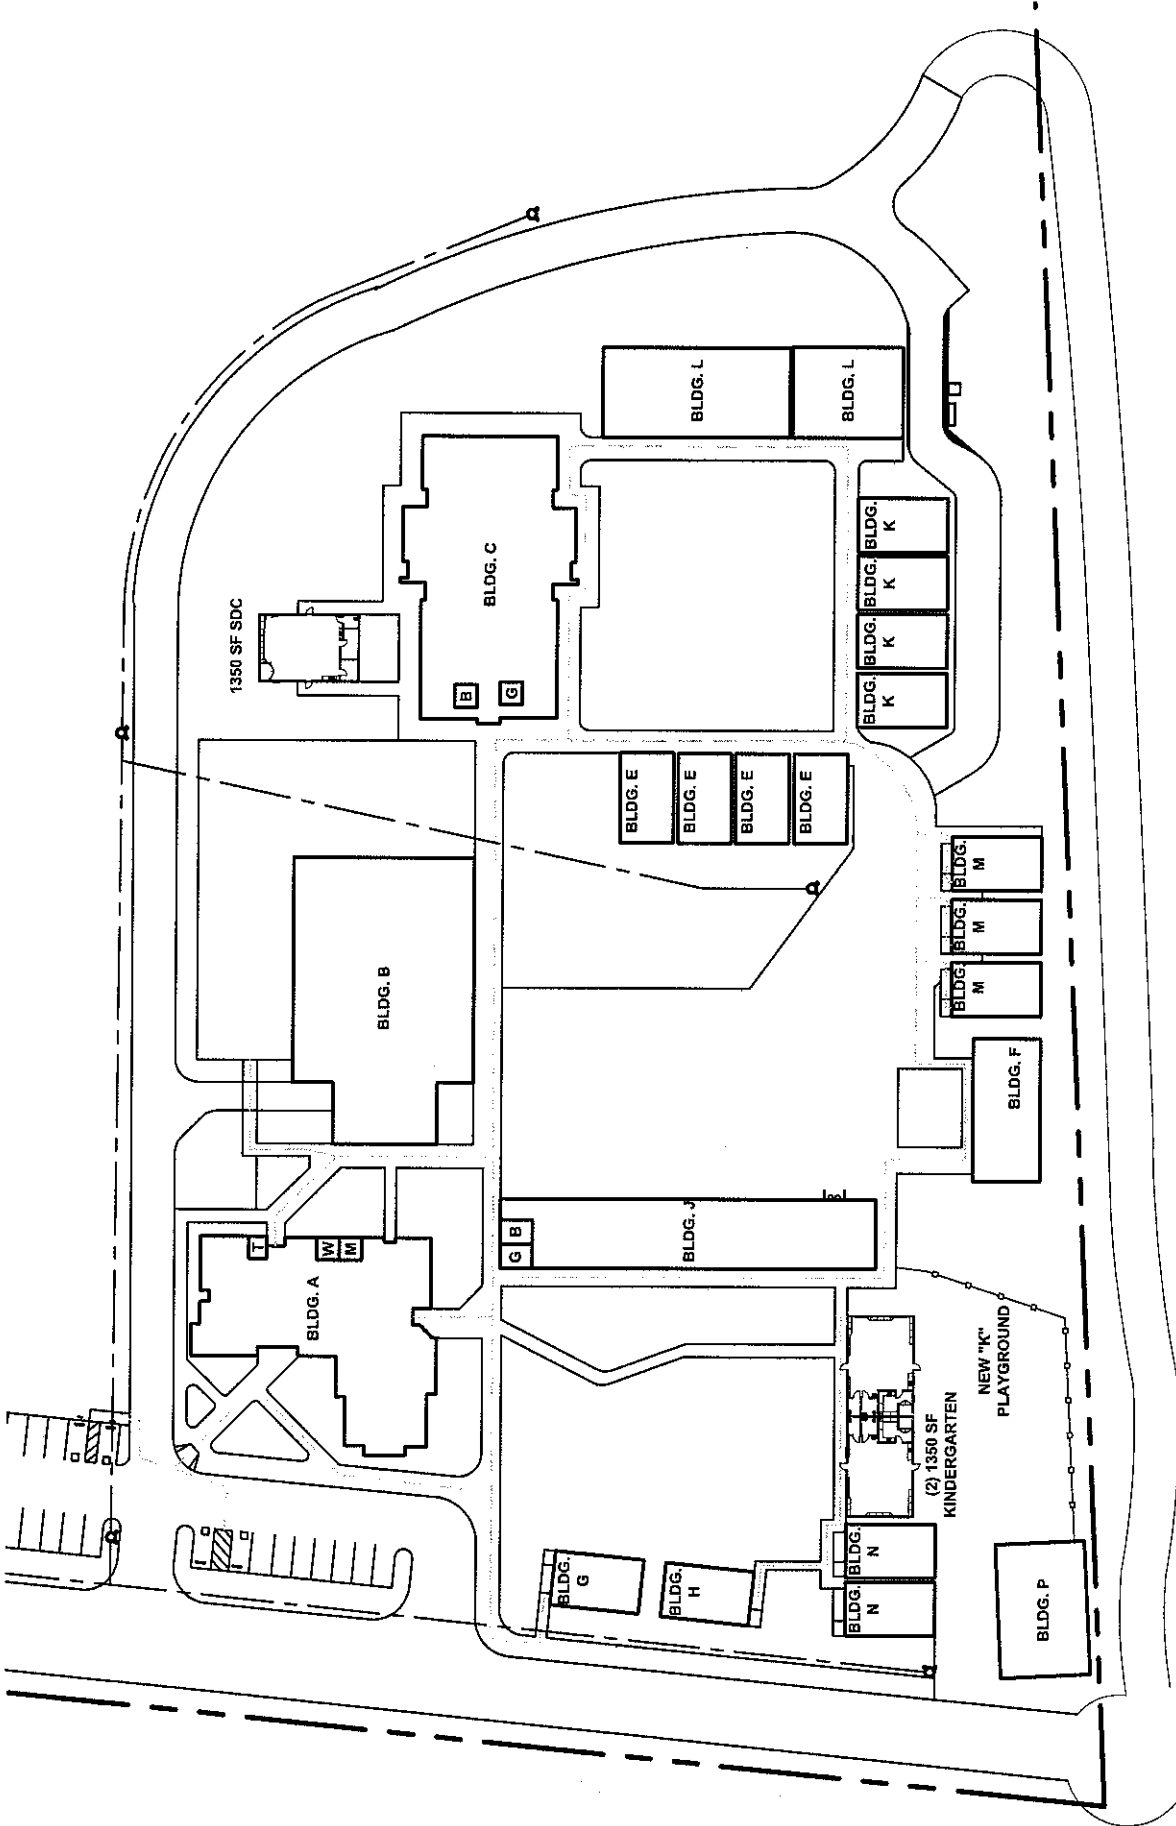 1350 SF SDC
BLDG. L
BLDG. L
BLDG. C
B
G
BLDG.
K
BLDG.
K
BLDG.
K
BLDG.
K
BLDG. E
BLDG. E
BLDG. E
BLDG. E
BLDG. B
BLDG.
M
BLDG.
M
BLDG.
M
BLDG. F
BLDG. A
T
W
M
BLDG. J
G
B
NEW "K"
PLAYGROUND
(2) 1350 SF
KINDERGARTEN
BLDG.
G
BLDG.
H
BLDG.
N
BLDG.
N
BLDG. P